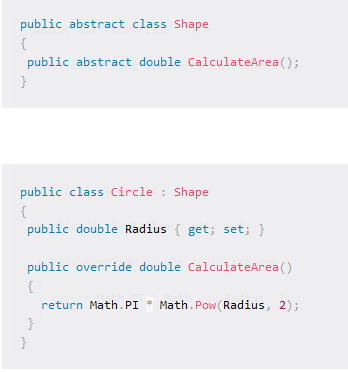 public abstract class Shape
{
public abstract double CalculateArea();
}
public class Circle : Shape
{
public double Radius { get; set; }
public override double CalculateArea()
{
return Math.PI * Math.Pow(Radius, 2);
}
}